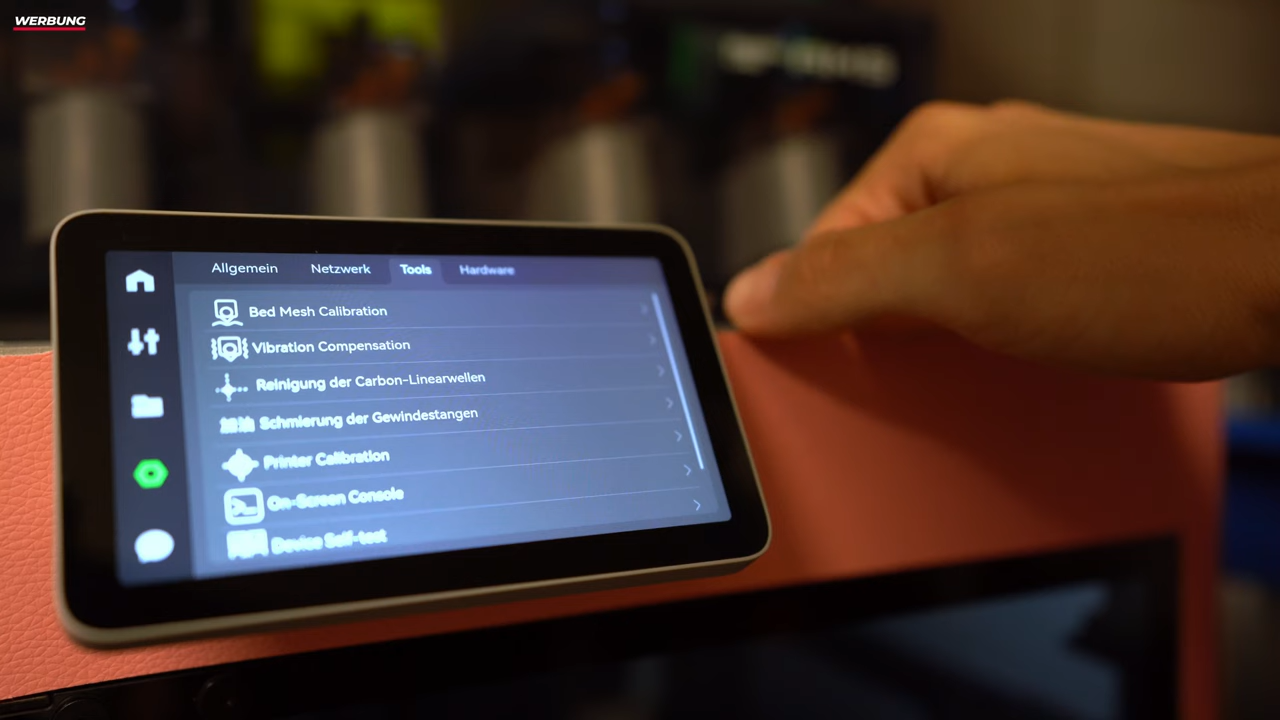 WERBUNG
Allgemein Netzwerk Tools Hardware
Bed Mesh Calibration
Vibration Compensation
Reinigung der Carbon-Linearwellen
Schmierung der Gewindestangen
Printer Calibration
On-Screen Console
Device Self-test